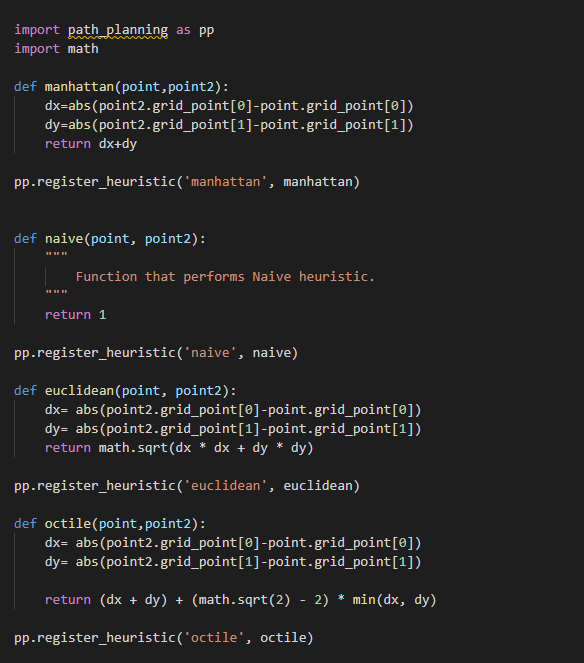 import path_planning as pp
import math
def manhattan(point,point2):
dx=abs(point2.grid_point[0]-point.grid_point[0])
dy=abs(point2.grid_point[1]-point.grid_point[1])
return dx+dy
pp.register_heuristic('manhattan', manhattan)
def naive(point, point2):
"""
Function that performs Naive heuristic.
"""
return 1
pp.register_heuristic('naive', naive)
def euclidean(point, point2):
dx= abs(point2.grid_point[0]-point.grid_point[0])
dy= abs(point2.grid_point[1]-point.grid_point[1])
return math.sqrt(dx * dx + dy * dy)
pp.register_heuristic('euclidean', euclidean)
def octile(point,point2):
dx= abs(point2.grid_point[0]-point.grid_point[0])
dy= abs(point2.grid_point[1]-point.grid_point[1])
return (dx + dy) + (math.sqrt(2) - 2) * min(dx, dy)
pp.register_heuristic('octile', octile)